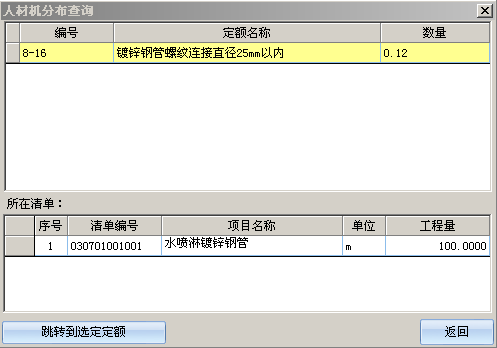 人材机分布查询
编号 定额名称 数量
8-16 镀锌钢管螺纹连接直径25mm以内 0.12
所在清单：
序号 清单编号 项目名称 单位 工程量
1 030701001001 水喷淋镀锌钢管 m 100.0000
跳转到选定定额 返回